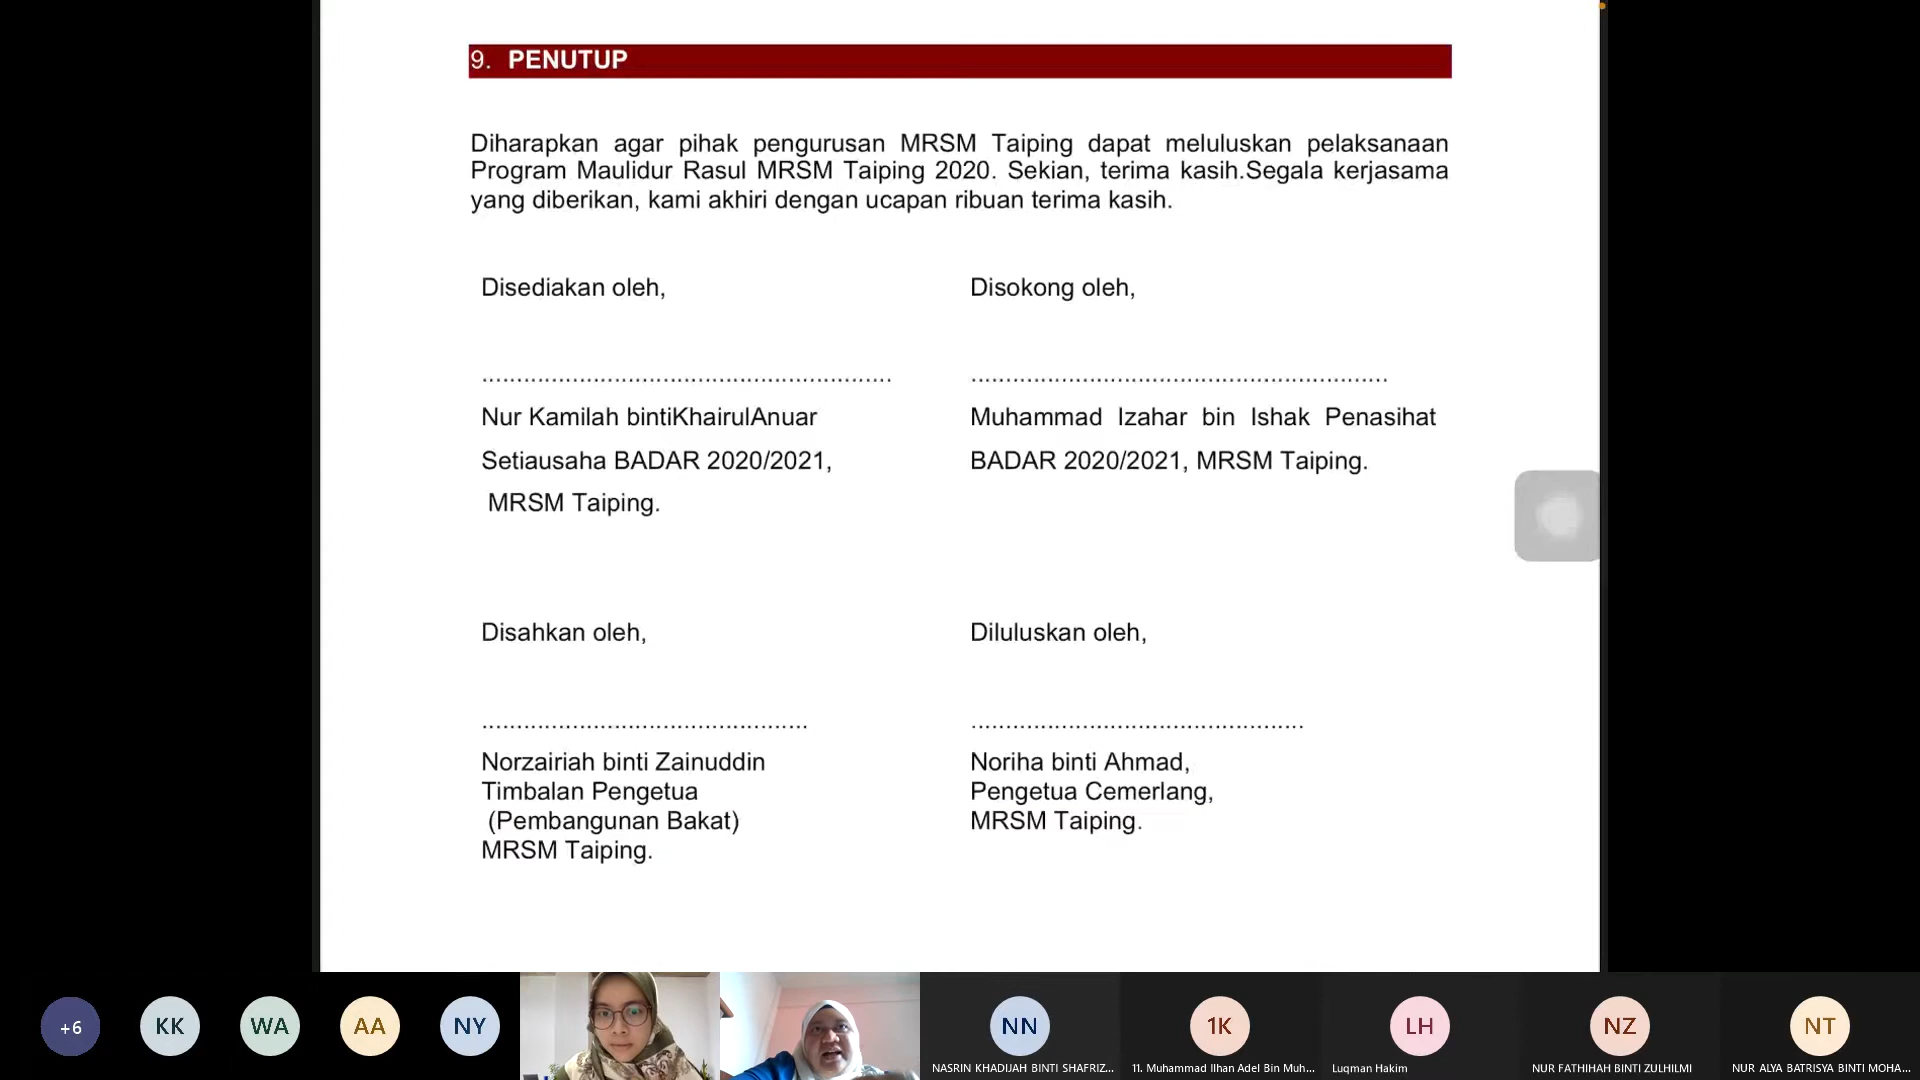 9. PENUTUP
Diharapkan agar pihak pengurusan MRSM Taiping dapat meluluskan pelaksanaan
Program Maulidur Rasul MRSM Taiping 2020. Sekian, terima kasih.Segala kerjasama
yang diberikan, kami akhiri dengan ucapan ribuan terima kasih.
Disediakan oleh,
Nur Kamilah bintiKhairulAnuar
Setiausaha BADAR 2020/2021,
MRSM Taiping.
Disokong oleh,
Muhammad Izahar bin Ishak Penasihat
BADAR 2020/2021, MRSM Taiping.
Disahkan oleh,
Norzairiah binti Zainuddin
Timbalan Pengetua
(Pembangunan Bakat)
MRSM Taiping.
Diluluskan oleh,
Noriha binti Ahmad,
Pengetua Cemerlang,
MRSM Taiping.
+6
KK
WA
AA
NY
NN
NASRIN KHADIJAH BINTI SHAFRIZ...
1K
11. Muhammad Ilhan Adel Bin Muh...
LH
Luqman Hakim
NZ
NUR FATHIHAH BINTI ZULHILMI
NT
NUR ALYA BATRISYA BINTI MOHA...